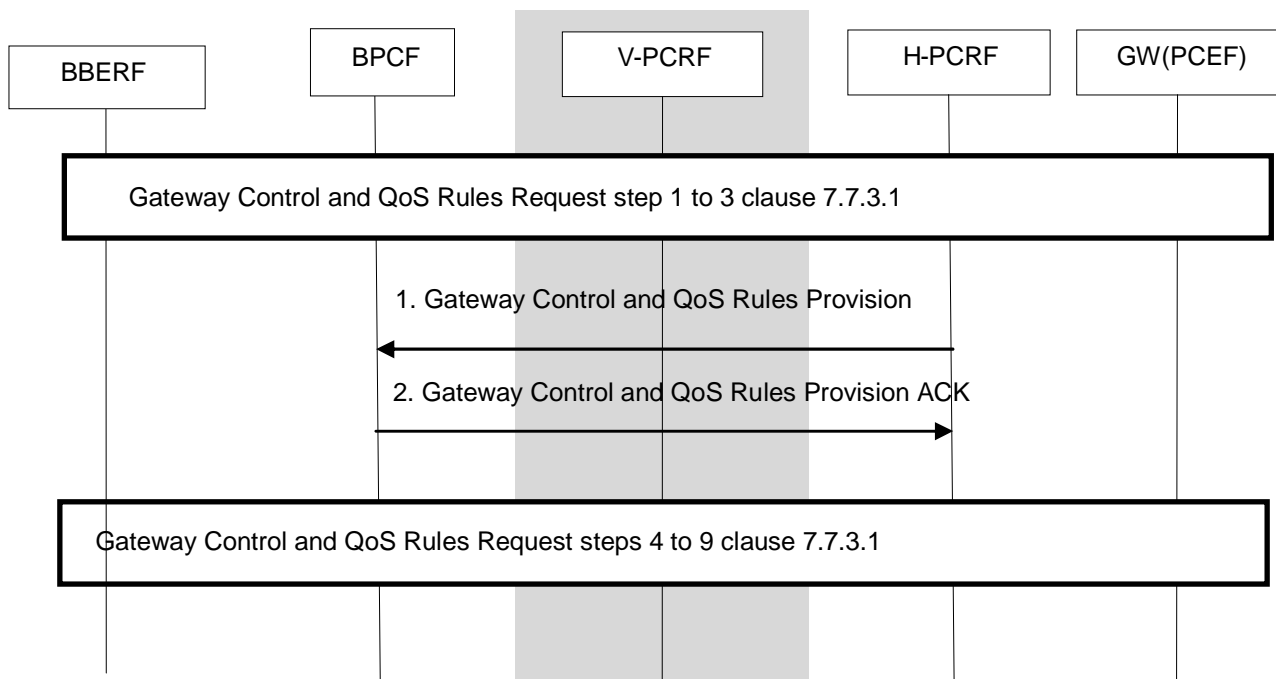 BBERF
BPCF
V-PCRF
H-PCRF
GW(PCEF)
Gateway Control and QoS Rules Request step 1 to 3 clause 7.7.3.1
1. Gateway Control and QoS Rules Provision
2. Gateway Control and QoS Rules Provision ACK
Gateway Control and QoS Rules Request steps 4 to 9 clause 7.7.3.1